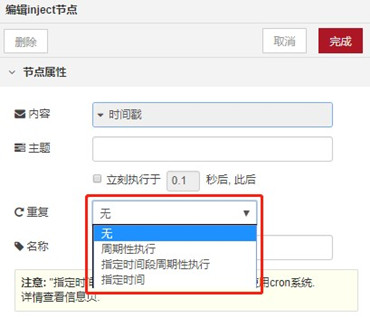 编辑inject节点
删除
取消
完成
节点属性
内容
时间戳
主题
立刻执行于 0.1 秒后, 此后
重复
无
无
周期性执行
指定时间段周期性执行
指定时间
名称
注意: "指定时 用cron系统.
详情查看信息页.